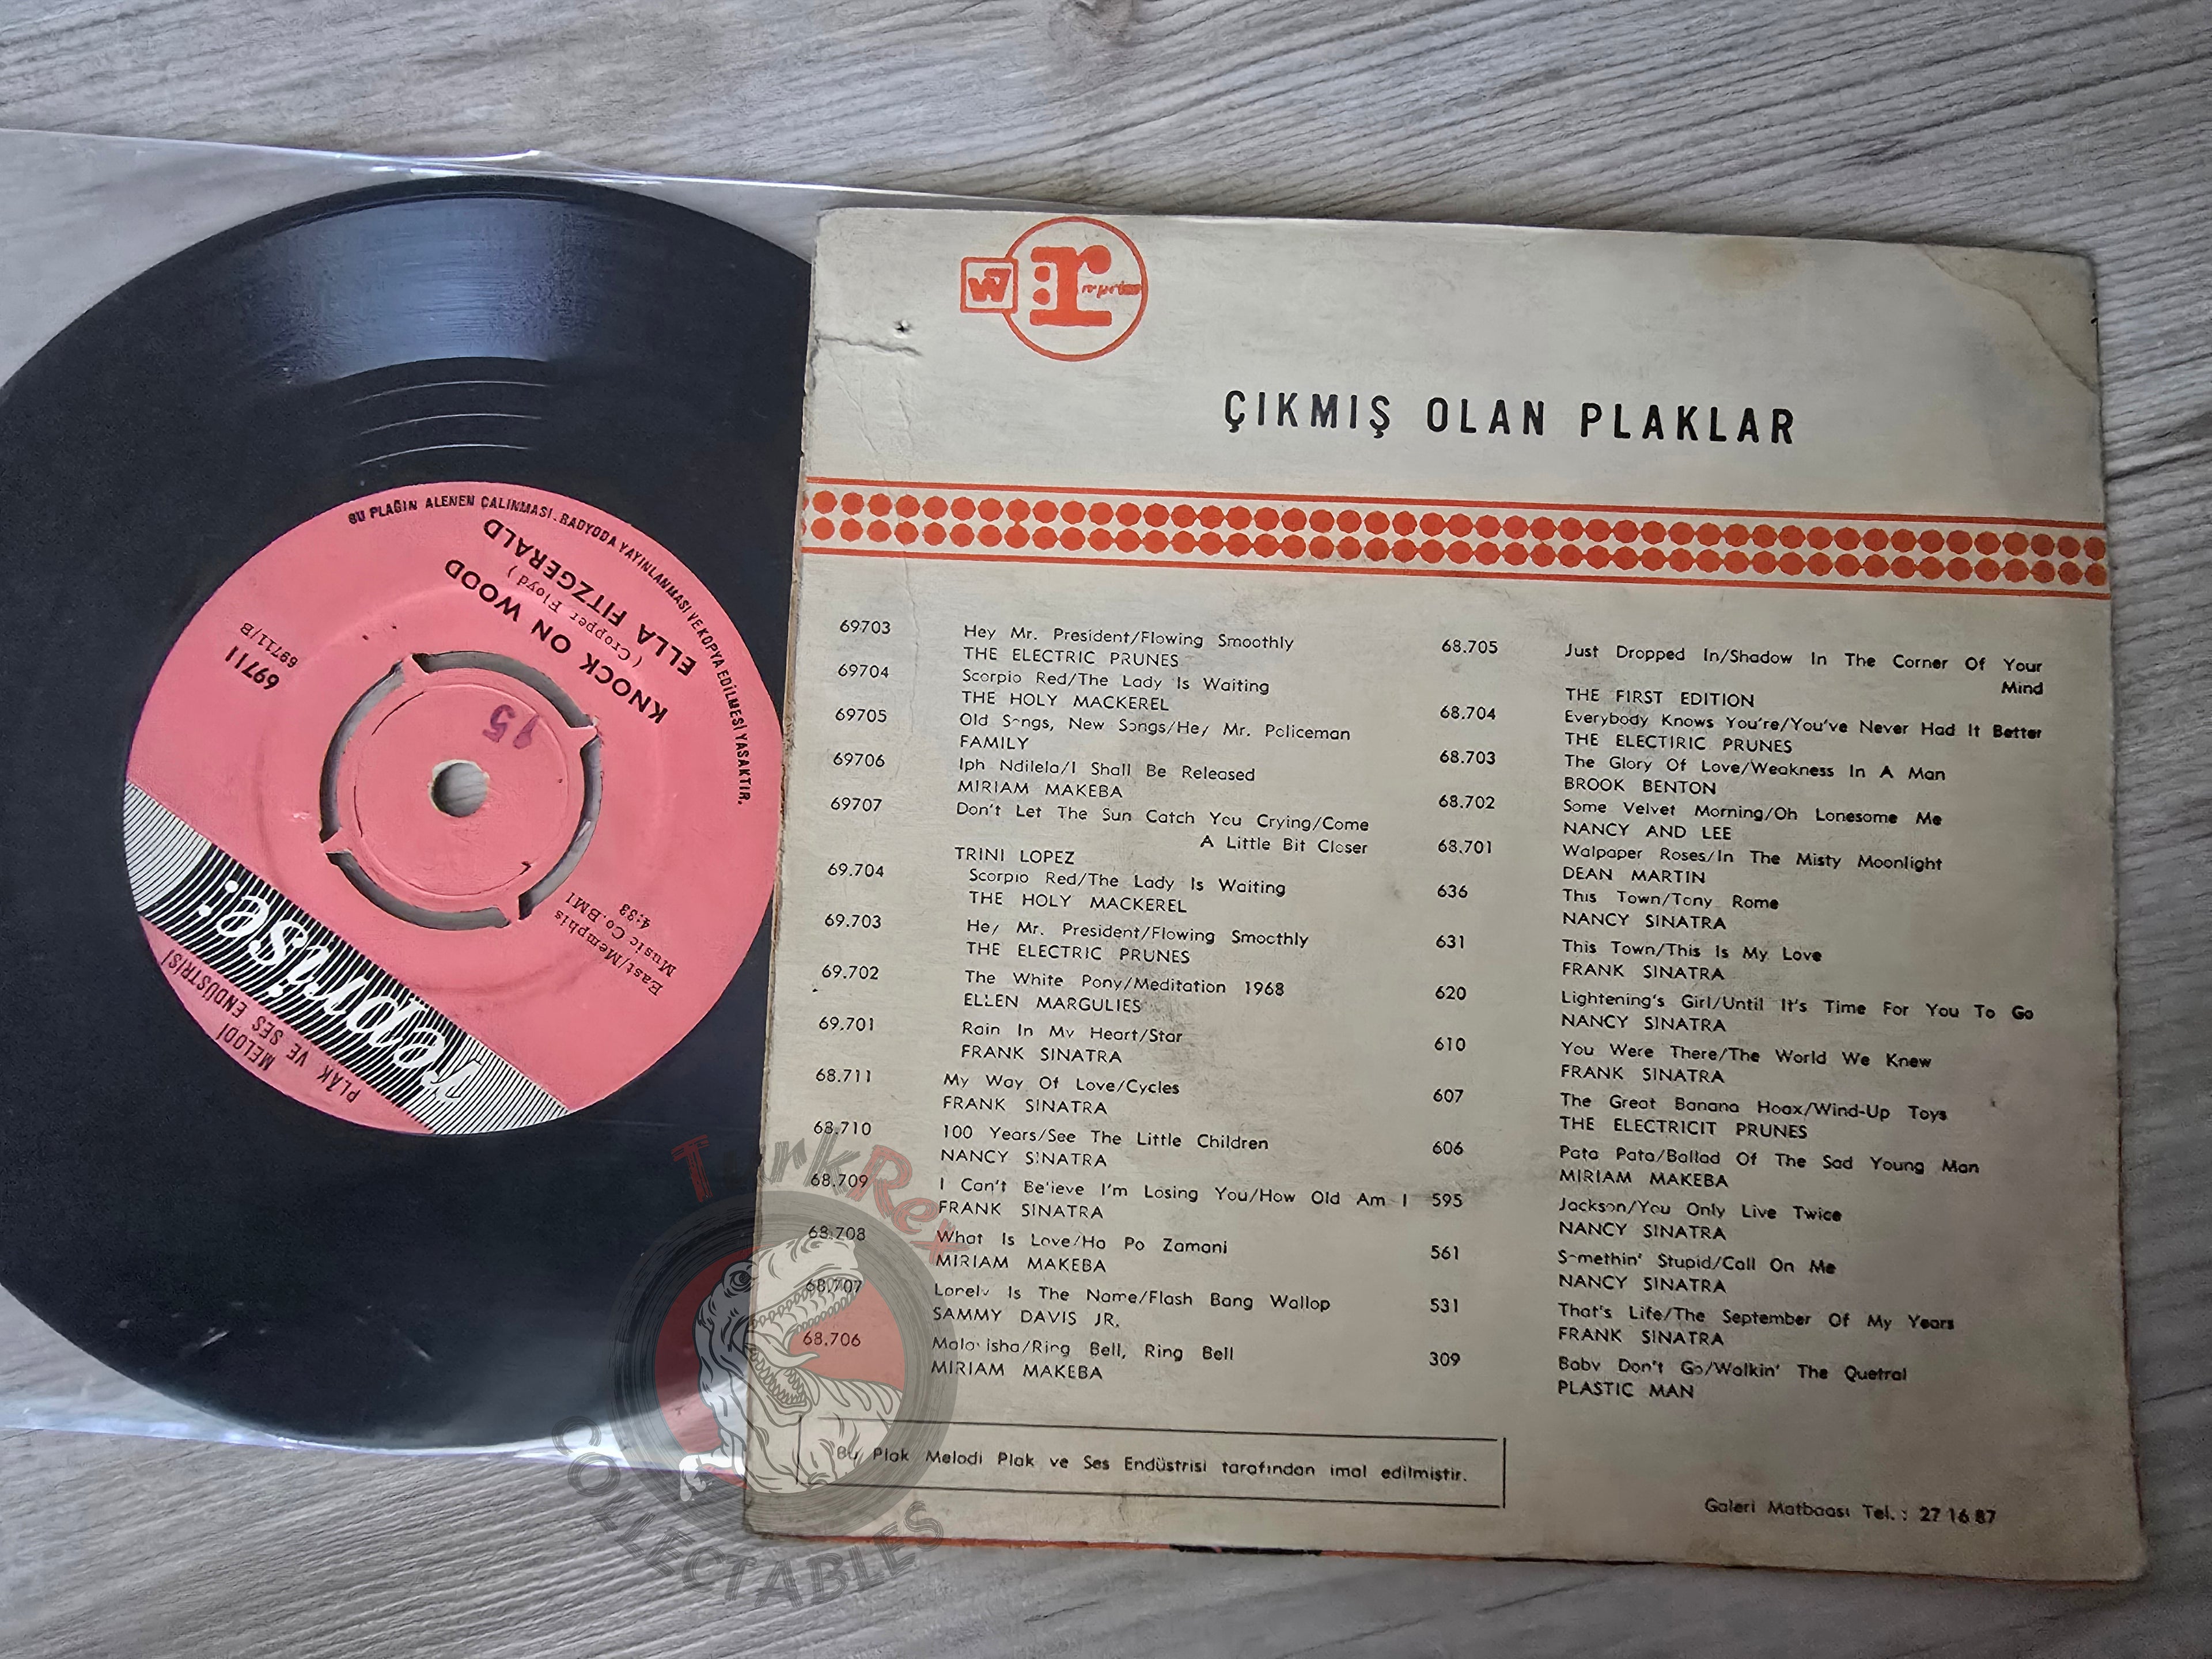 BU PLAĞIN ALENEN ÇALINMASI. RADYODA YAYINLANMASI VE KOPYA EDİLMESİ YASAKTIR.
KNOCK ON WOOD
(Cropper Floyd)
ELLA FITZGERALD
69711
69711/B
15
East/Memphis
Music Co.BMI
4:33
reprise:
MELODİ
PLÂK VE SES ENDÜSTRİSİ
W7
r
reprise
ÇIKMIŞ OLAN PLAKLAR
69703 Hey Mr. President/Flowing Smoothly
THE ELECTRIC PRUNES
69704 Scorpio Red/The Lady Is Waiting
THE HOLY MACKEREL
69705 Old Songs, New Songs/Hey Mr. Policeman
FAMILY
69706 Iph Ndilela/I Shall Be Released
MIRIAM MAKEBA
69707 Don't Let The Sun Catch You Crying/Come
A Little Bit Closer
TRINI LOPEZ
69.704 Scorpio Red/The Lady Is Waiting
THE HOLY MACKEREL
69.703 Hey Mr. President/Flowing Smoothly
THE ELECTRIC PRUNES
69.702 The White Pony/Meditation 1968
ELLEN MARGULIES
69.701 Rain In My Heart/Star
FRANK SINATRA
68.711 My Way Of Love/Cycles
FRANK SINATRA
68.710 100 Years/See The Little Children
NANCY SINATRA
68.709 I Can't Believe I'm Losing You/How Old Am I
FRANK SINATRA
68.708 What Is Love/Ha Po Zamani
MIRIAM MAKEBA
68.707 Lonely Is The Name/Flash Bang Wallop
SAMMY DAVIS JR.
68.706 Malayisha/Ring Bell, Ring Bell
MIRIAM MAKEBA
68.705 Just Dropped In/Shadow In The Corner Of Your
Mind
THE FIRST EDITION
68.704 Everybody Knows You're/You've Never Had It Better
THE ELECTIRIC PRUNES
68.703 The Glory Of Love/Weakness In A Man
BROOK BENTON
68.702 Some Velvet Morning/Oh Lonesome Me
NANCY AND LEE
68.701 Walpaper Roses/In The Misty Moonlight
DEAN MARTIN
636 This Town/Tony Rome
NANCY SINATRA
631 This Town/This Is My Love
FRANK SINATRA
620 Lightening's Girl/Until It's Time For You To Go
NANCY SINATRA
610 You Were There/The World We Knew
FRANK SINATRA
607 The Great Banana Hoax/Wind-Up Toys
THE ELECTRICIT PRUNES
606 Pata Pata/Ballad Of The Sad Young Man
MIRIAM MAKEBA
595 Jackson/You Only Live Twice
NANCY SINATRA
561 Somethin' Stupid/Call On Me
NANCY SINATRA
531 That's Life/The September Of My Years
FRANK SINATRA
309 Baby Don't Go/Walkin' The Quetral
PLASTIC MAN
Bu Plak Melodi Plak ve Ses Endüstrisi tarafından imal edilmiştir.
Galeri Matbaası Tel. : 27 16 87
TurkRex
COLLECTABLES